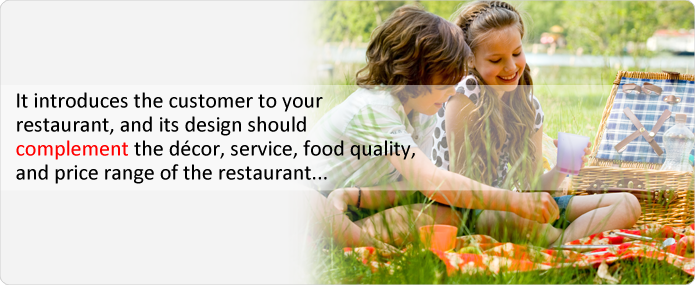 It introduces the customer to your
restaurant, and its design should
complement the décor, service, food quality,
and price range of the restaurant...